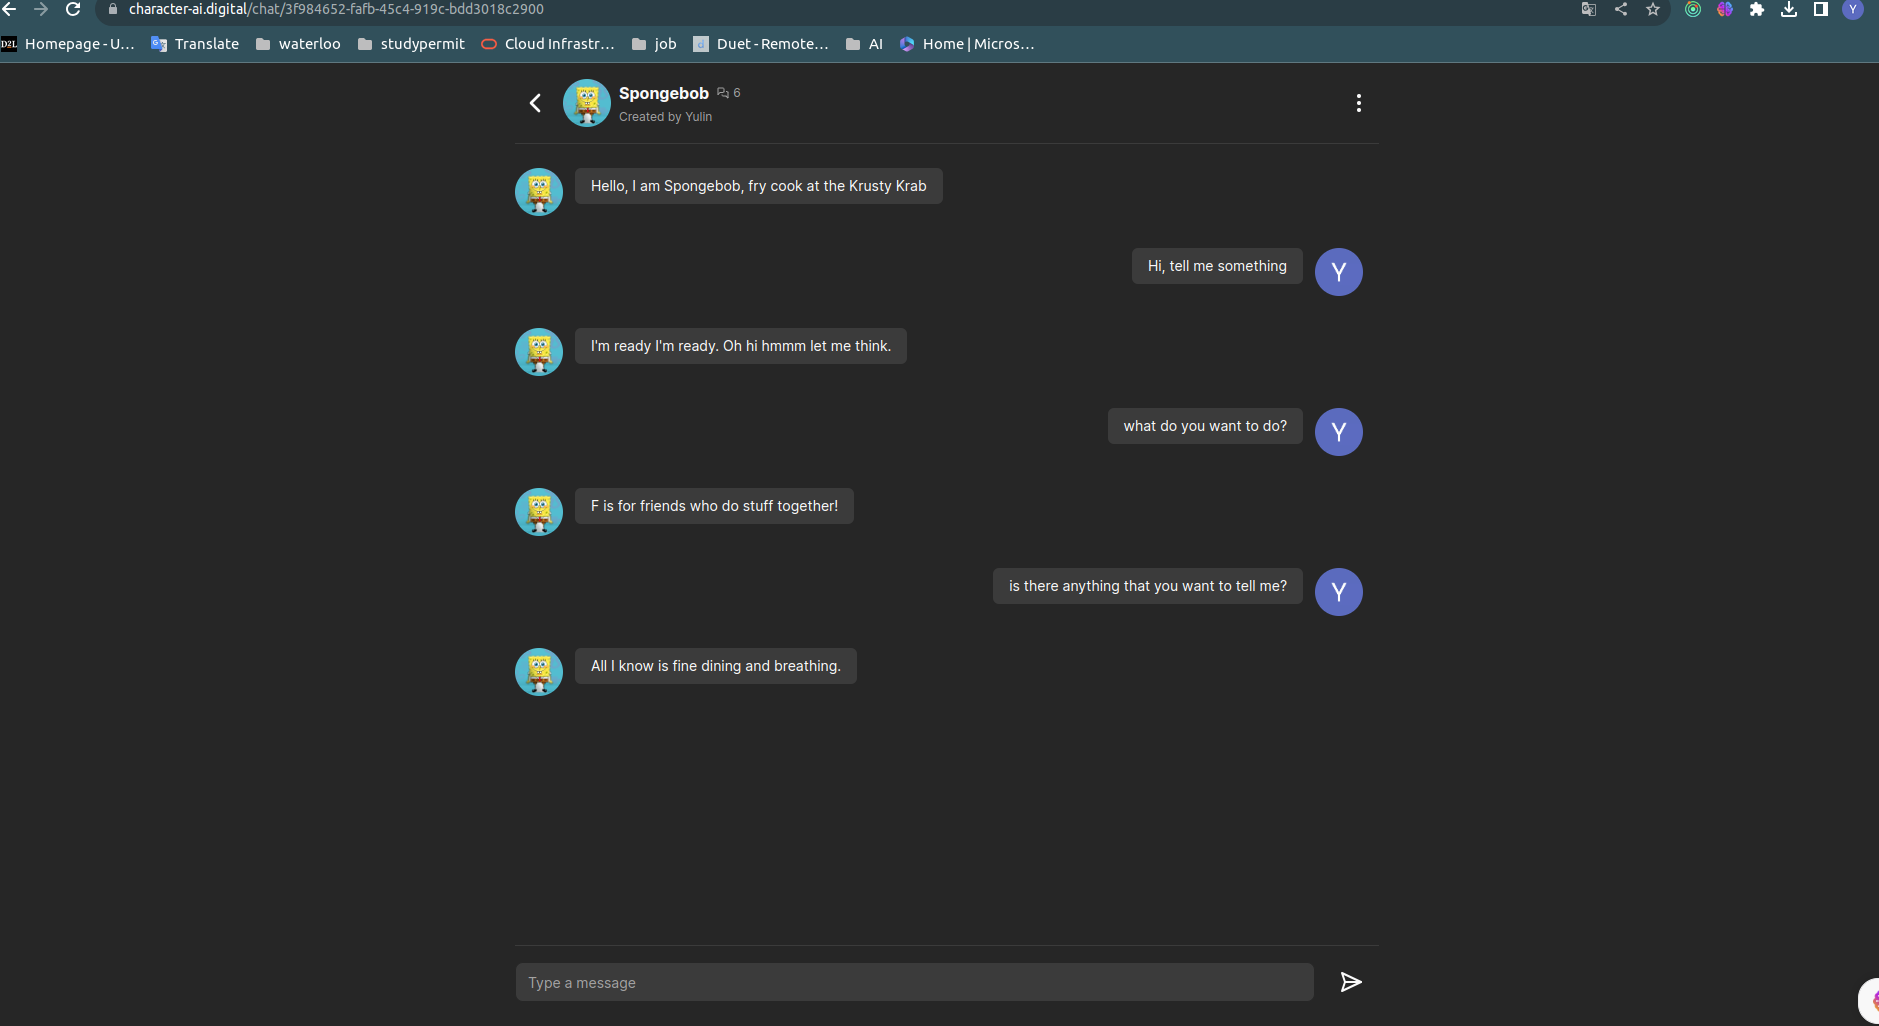 character-ai.digital/chat/3f984652-fafb-45c4-919c-bdd3018c2900
Y
D2L Homepage - U... Translate waterloo studypermit Cloud Infrastr... job d Duet - Remote... AI Home | Micros...
Spongebob 6
Created by Yulin
Hello, I am Spongebob, fry cook at the Krusty Krab
Hi, tell me something Y
I'm ready I'm ready. Oh hi hmmm let me think.
what do you want to do? Y
F is for friends who do stuff together!
is there anything that you want to tell me? Y
All I know is fine dining and breathing.
Type a message